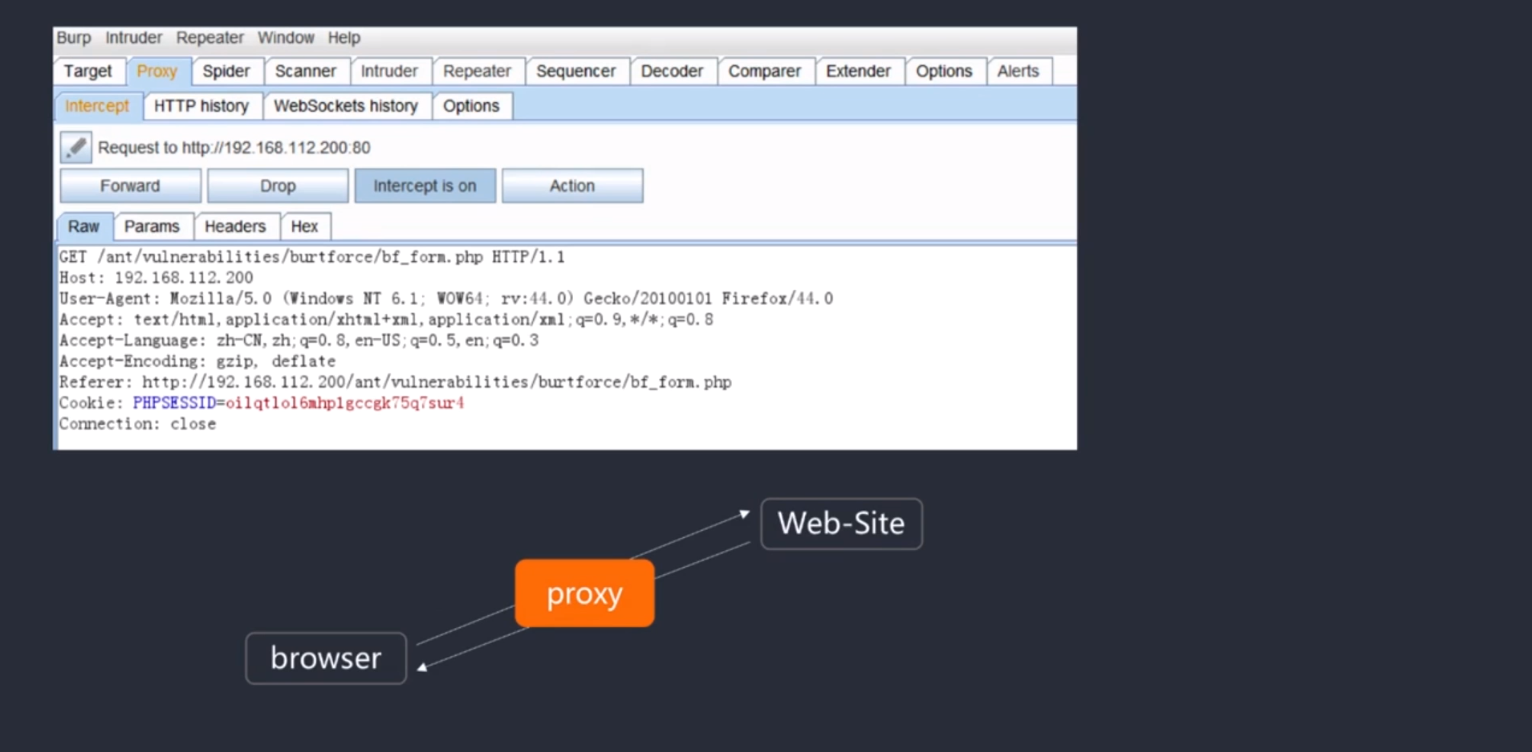 Burp Intruder Repeater Window Help
Target Proxy Spider Scanner Intruder Repeater Sequencer Decoder Comparer Extender Options Alerts
Intercept HTTP history WebSockets history Options
Request to http://192.168.112.200:80
Forward Drop Intercept is on Action
Raw Params Headers Hex
GET /ant/vulnerabilities/burtforce/bf_form.php HTTP/1.1
Host: 192.168.112.200
User-Agent: Mozilla/5.0 (Windows NT 6.1; WOW64; rv:44.0) Gecko/20100101 Firefox/44.0
Accept: text/html,application/xhtml+xml,application/xml;q=0.9,*/*;q=0.8
Accept-Language: zh-CN,zh;q=0.8,en-US;q=0.5,en;q=0.3
Accept-Encoding: gzip, deflate
Referer: http://192.168.112.200/ant/vulnerabilities/burtforce/bf_form.php
Cookie: PHPSESSID=oilqtlol6mhplgccgk75q7sur4
Connection: close
Web-Site
proxy
browser